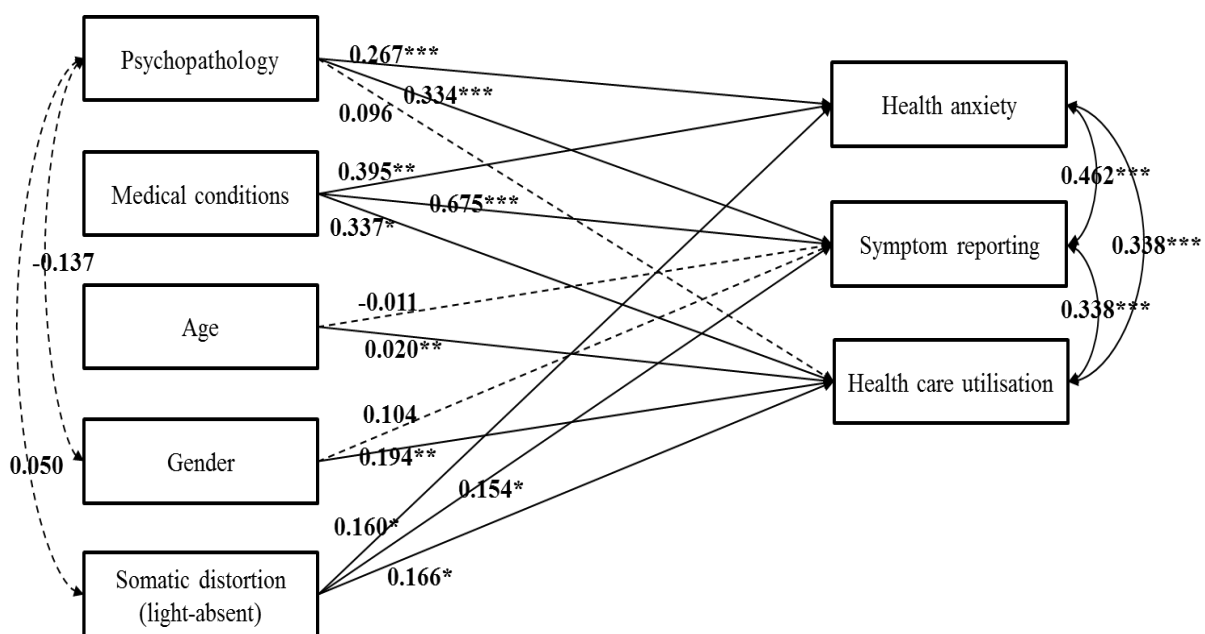 Psychopathology
0.267***
0.334***
0.096
Health anxiety
Medical conditions
0.395**
0.675***
0.337*
0.462***
Symptom reporting
0.338***
-0.137
Age
-0.011
0.020**
0.338***
Health care utilisation
Gender
0.104
0.194**
0.050
0.154*
0.160*
Somatic distortion
(light-absent)
0.166*